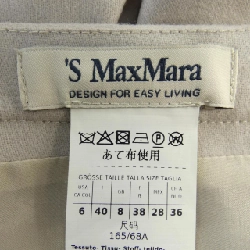 'S MaxMara
DESIGN FOR EASY LIVING
あて布使用
GROSSE TAILLE TALLA SIZE TAGLIA
6 40 8 38 28 36
尺码
165/68A